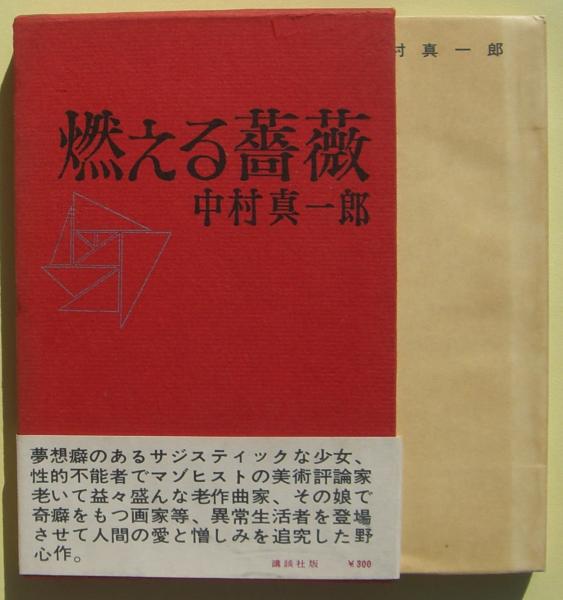 燃える薔薇
中村真一郎
村真一郎
夢想癖のあるサジスティックな少女、
性的不能者でマゾヒストの美術評論家
老いて益々盛んな老作曲家、その娘で
奇癖をもつ画家等、異常生活者を登場
させて人間の愛と憎しみを追究した野
心作。
講談社版 ¥300